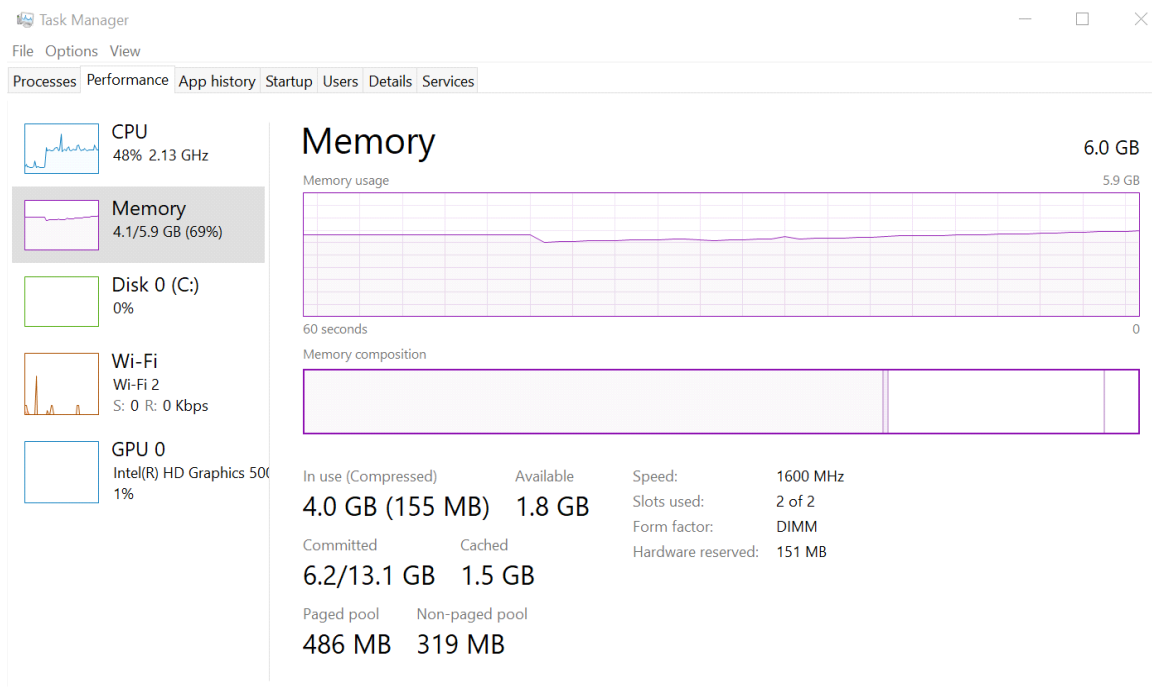 Task Manager
File Options View
Processes Performance App history Startup Users Details Services
CPU
48% 2.13 GHz
Memory
4.1/5.9 GB (69%)
Disk 0 (C:)
0%
Wi-Fi
Wi-Fi 2
S: 0 R: 0 Kbps
GPU 0
Intel(R) HD Graphics 500
1%
Memory 6.0 GB
Memory usage 5.9 GB
60 seconds 0
Memory composition
In use (Compressed) Available
4.0 GB (155 MB) 1.8 GB
Committed Cached
6.2/13.1 GB 1.5 GB
Paged pool Non-paged pool
486 MB 319 MB
Speed: 1600 MHz
Slots used: 2 of 2
Form factor: DIMM
Hardware reserved: 151 MB